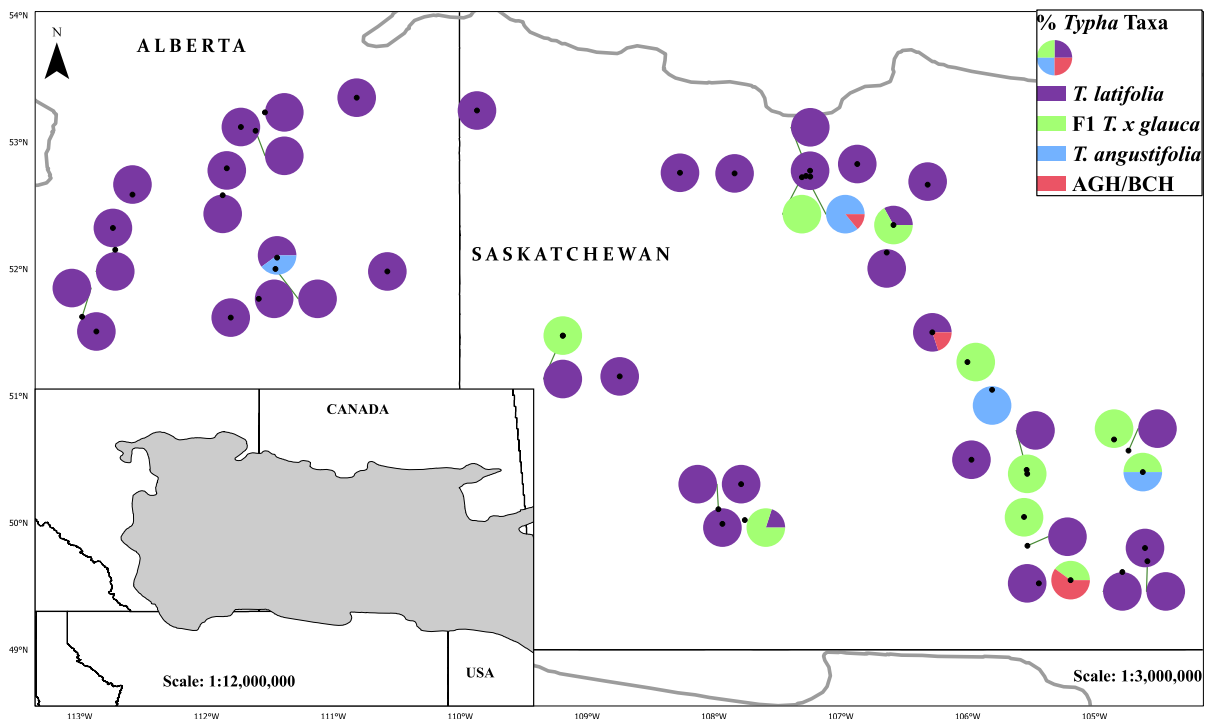 54°N
53°N
52°N
51°N
50°N
49°N
N
ALBERTA
SASKATCHEWAN
% Typha Taxa
T. latifolia
F1 T. x glauca
T. angustifolia
AGH/BCH
CANADA
USA
Scale: 1:12,000,000
Scale: 1:3,000,000
113°W
112°W
111°W
110°W
109°W
108°W
107°W
106°W
105°W